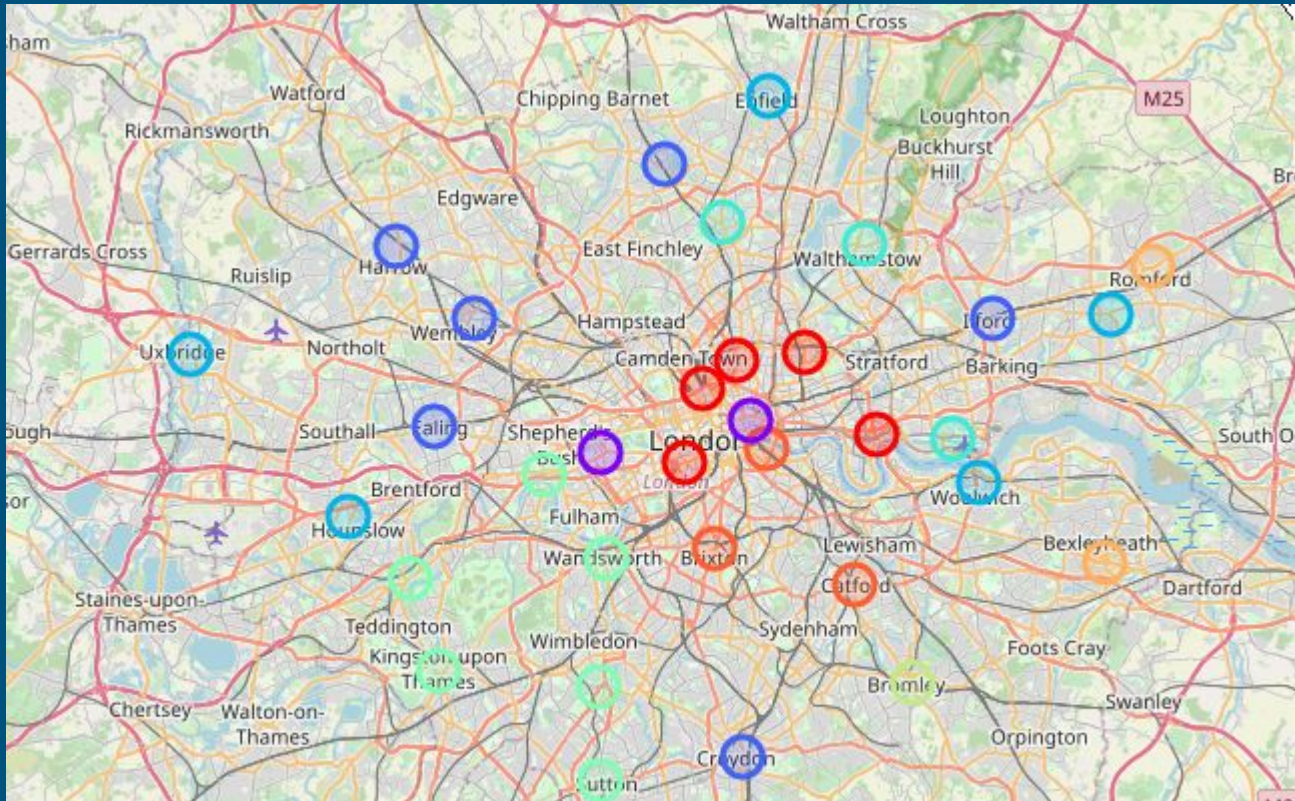 sham
Waltham Cross
Watford
Chipping Barnet
Enfield
M25
Rickmansworth
Loughton
Buckhurst
Hill
Edgware
Gerrards Cross
East Finchley
Walthamstow
Harrow
Ruislip
Romford
Hampstead
Ilford
Wembley
Uxbridge
Northolt
Camden Town
Stratford
Barking
Southall
Ealing
Shepherd's
Bush
London
South O
London
Brentford
Woolwich
Hounslow
Fulham
Wandsworth
Brixton
Lewisham
Bexleyheath
Catford
Dartford
Staines-upon-
Thames
Teddington
Wimbledon
Sydenham
Foots Cray
Kingston upon
Thames
Bromley
Swanley
Chertsey
Walton-on-
Thames
Orpington
Croydon
Sutton